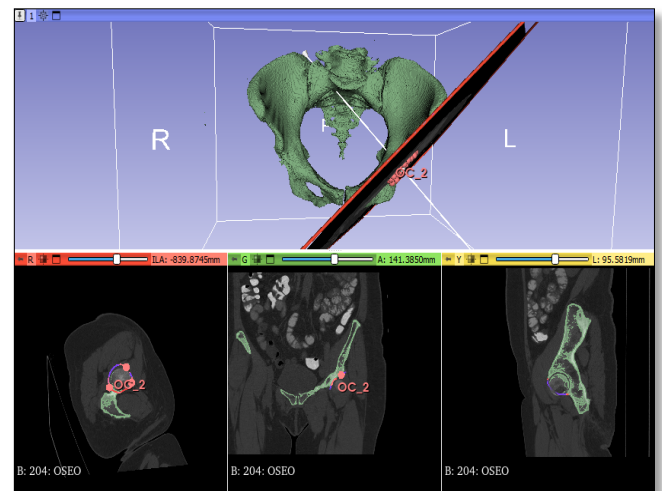 1
R
L
OC_2
R ILA: -839.8745mm
G A: 141.3850mm
Y L: 95.5819mm
OC_2
OC_2
B: 204: OSEO
B: 204: OSEO
B: 204: OSEO